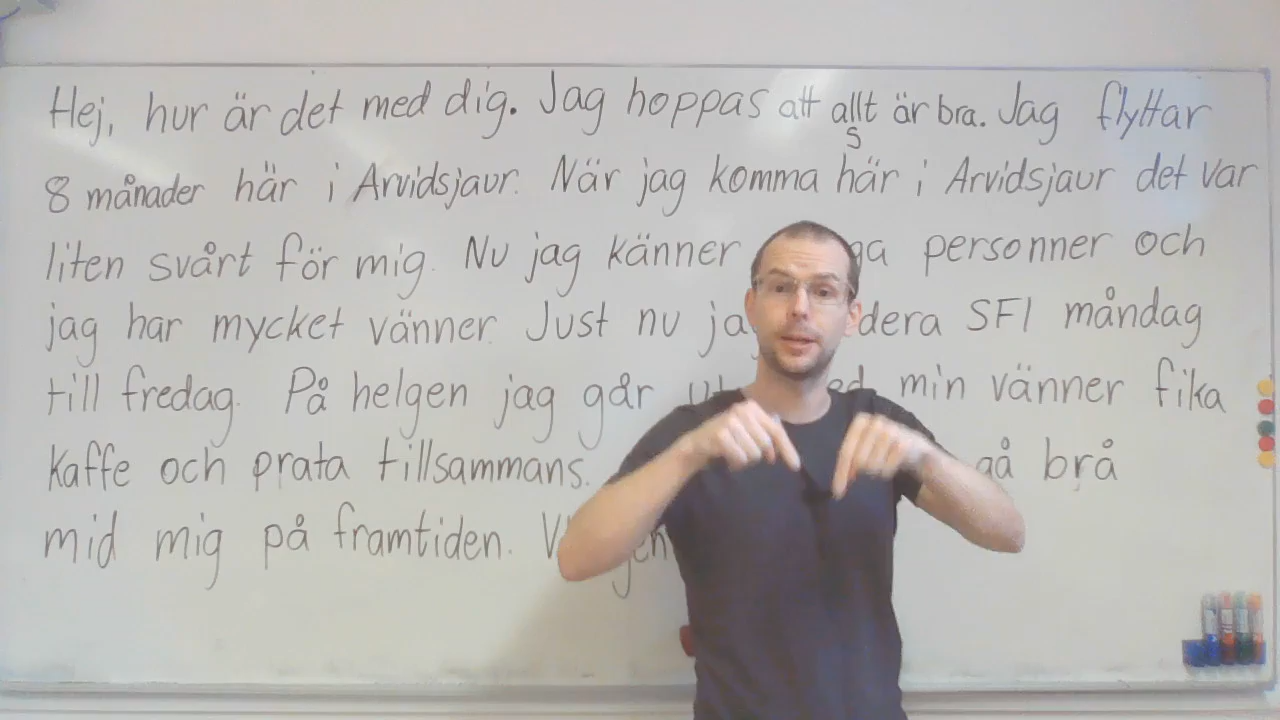 Hej, hur är det med dig. Jag hoppas att allt är bra. Jag flyttar
s
8 månader här i Arvidsjaur. När jag komma här i Arvidsjaur det var
liten svårt för mig. Nu jag känner personner och
jag har mycket vänner. Just nu SFI måndag
till fredag. På helgen jag går min vänner fika
kaffe och prata tillsammans. gå brå
mid mig på framtiden.